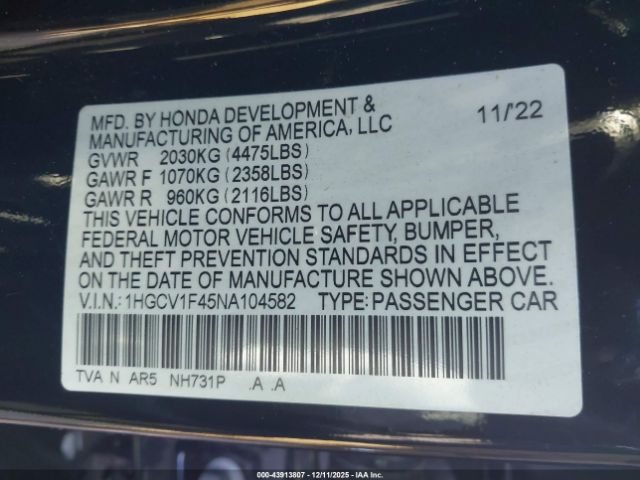 MFD. BY HONDA DEVELOPMENT &
MANUFACTURING OF AMERICA, LLC 11/'22
GVWR 2030KG (4475LBS)
GAWR F 1070KG (2358LBS)
GAWR R 960KG (2116LBS)
THIS VEHICLE CONFORMS TO ALL APPLICABLE
FEDERAL MOTOR VEHICLE SAFETY, BUMPER,
AND THEFT PREVENTION STANDARDS IN EFFECT
ON THE DATE OF MANUFACTURE SHOWN ABOVE.
V.I.N.: 1HGCV1F45NA104582 TYPE: PASSENGER CAR
TVA N AR5 NH731P .A .A
000-43913807 - 12/11/2025 - IAA Inc.